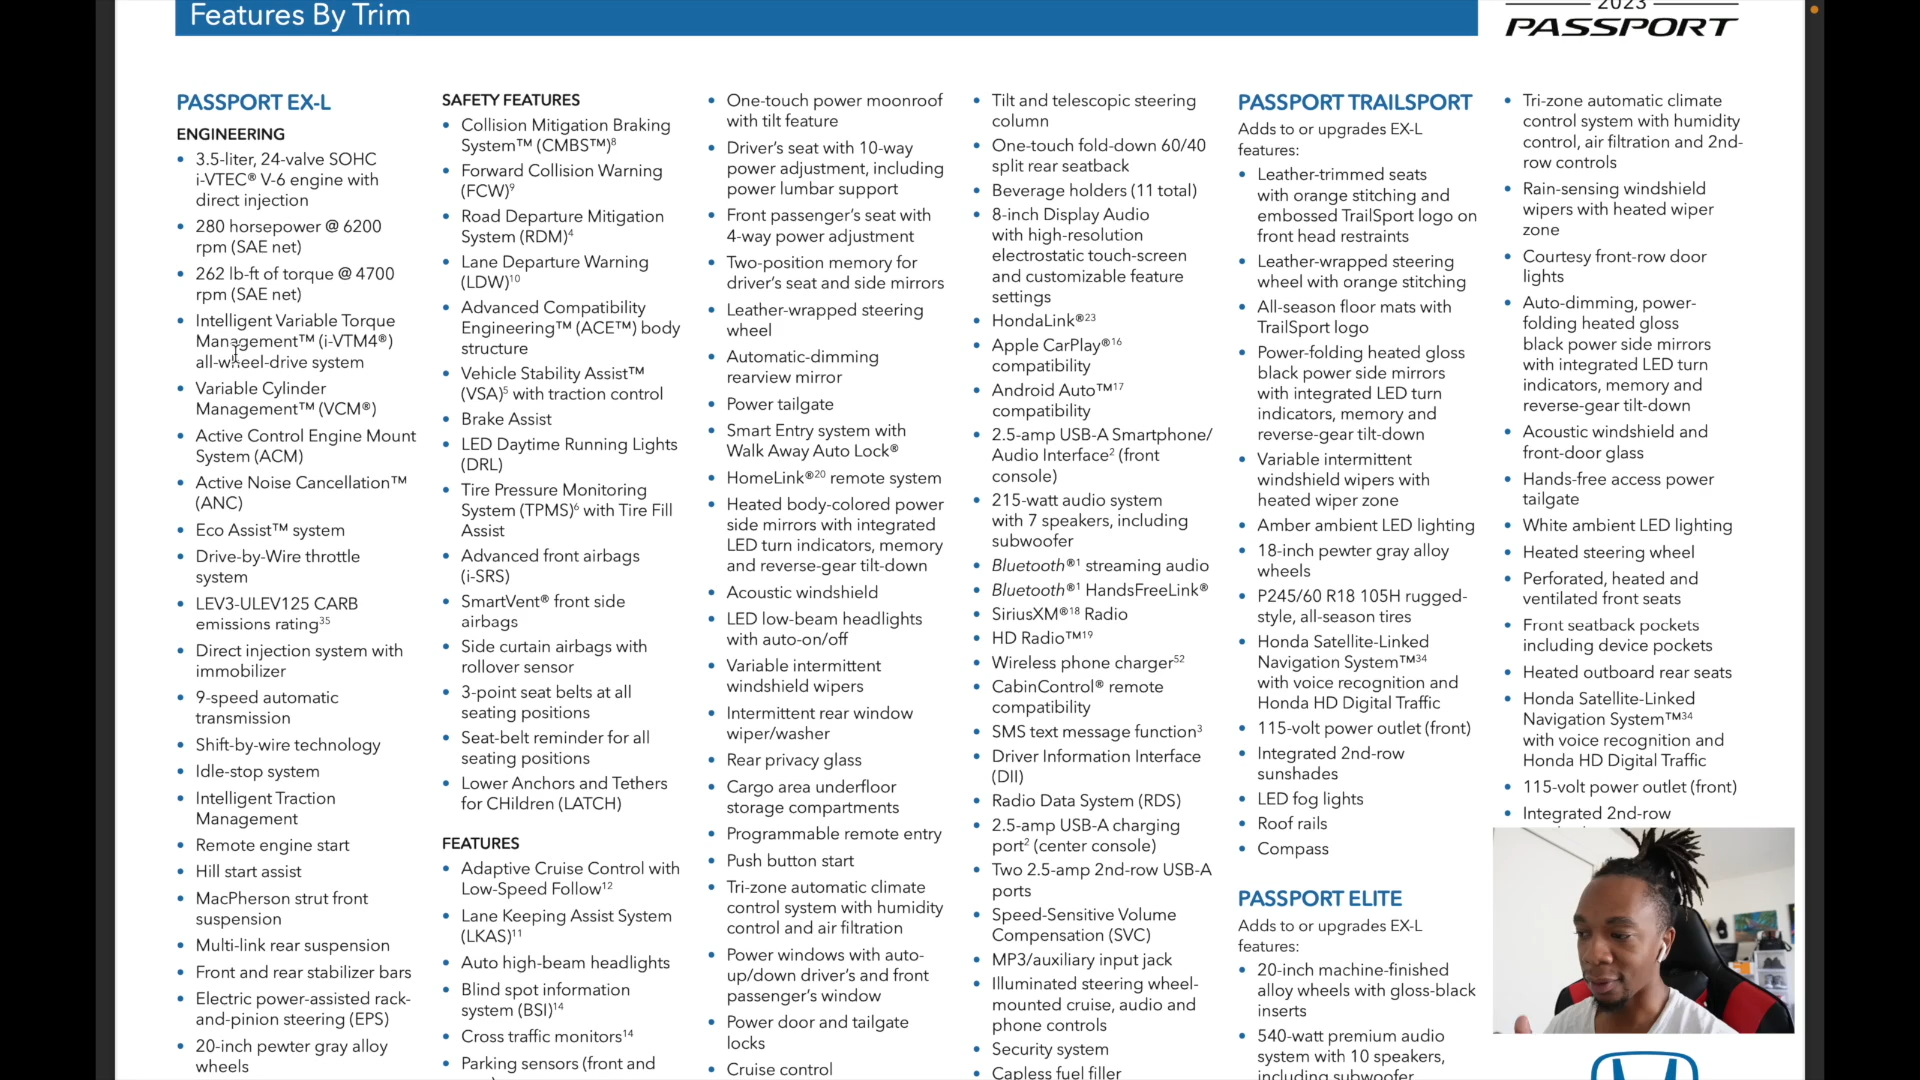 Features By Trim
2023
PASSPORT
PASSPORT EX-L
ENGINEERING
• 3.5-liter, 24-valve SOHC
i-VTEC® V-6 engine with
direct injection
• 280 horsepower @ 6200
rpm (SAE net)
• 262 lb-ft of torque @ 4700
rpm (SAE net)
• Intelligent Variable Torque
Management™ (i-VTM4®)
all-wheel-drive system
• Variable Cylinder
Management™ (VCM®)
• Active Control Engine Mount
System (ACM)
• Active Noise Cancellation™
(ANC)
• Eco Assist™ system
• Drive-by-Wire throttle
system
• LEV3-ULEV125 CARB
emissions rating³⁵
• Direct injection system with
immobilizer
• 9-speed automatic
transmission
• Shift-by-wire technology
• Idle-stop system
• Intelligent Traction
Management
• Remote engine start
• Hill start assist
• MacPherson strut front
suspension
• Multi-link rear suspension
• Front and rear stabilizer bars
• Electric power-assisted rack-
and-pinion steering (EPS)
• 20-inch pewter gray alloy
wheels
SAFETY FEATURES
• Collision Mitigation Braking
System™ (CMBS™)⁸
• Forward Collision Warning
(FCW)⁹
• Road Departure Mitigation
System (RDM)⁴
• Lane Departure Warning
(LDW)¹⁰
• Advanced Compatibility
Engineering™ (ACE™) body
structure
• Vehicle Stability Assist™
(VSA)⁵ with traction control
• Brake Assist
• LED Daytime Running Lights
(DRL)
• Tire Pressure Monitoring
System (TPMS)⁶ with Tire Fill
Assist
• Advanced front airbags
(i-SRS)
• SmartVent® front side
airbags
• Side curtain airbags with
rollover sensor
• 3-point seat belts at all
seating positions
• Seat-belt reminder for all
seating positions
• Lower Anchors and Tethers
for CHildren (LATCH)
FEATURES
• Adaptive Cruise Control with
Low-Speed Follow¹²
• Lane Keeping Assist System
(LKAS)¹¹
• Auto high-beam headlights
• Blind spot information
system (BSI)¹⁴
• Cross traffic monitors¹⁴
• Parking sensors (front and
• One-touch power moonroof
with tilt feature
• Driver's seat with 10-way
power adjustment, including
power lumbar support
• Front passenger's seat with
4-way power adjustment
• Two-position memory for
driver's seat and side mirrors
• Leather-wrapped steering
wheel
• Automatic-dimming
rearview mirror
• Power tailgate
• Smart Entry system with
Walk Away Auto Lock®
• HomeLink®²⁰ remote system
• Heated body-colored power
side mirrors with integrated
LED turn indicators, memory
and reverse-gear tilt-down
• Acoustic windshield
• LED low-beam headlights
with auto-on/off
• Variable intermittent
windshield wipers
• Intermittent rear window
wiper/washer
• Rear privacy glass
• Cargo area underfloor
storage compartments
• Programmable remote entry
• Push button start
• Tri-zone automatic climate
control system with humidity
control and air filtration
• Power windows with auto-
up/down driver's and front
passenger's window
• Power door and tailgate
locks
• Cruise control
• Tilt and telescopic steering
column
• One-touch fold-down 60/40
split rear seatback
• Beverage holders (11 total)
• 8-inch Display Audio
with high-resolution
electrostatic touch-screen
and customizable feature
settings
• HondaLink®²³
• Apple CarPlay®¹⁶
compatibility
• Android Auto™¹⁷
compatibility
• 2.5-amp USB-A Smartphone/
Audio Interface² (front
console)
• 215-watt audio system
with 7 speakers, including
subwoofer
• Bluetooth®¹ streaming audio
• Bluetooth®¹ HandsFreeLink®
• SiriusXM®¹⁸ Radio
• HD Radio™¹⁹
• Wireless phone charger⁵²
• CabinControl® remote
compatibility
• SMS text message function³
• Driver Information Interface
(DII)
• Radio Data System (RDS)
• 2.5-amp USB-A charging
port² (center console)
• Two 2.5-amp 2nd-row USB-A
ports
• Speed-Sensitive Volume
Compensation (SVC)
• MP3/auxiliary input jack
• Illuminated steering wheel-
mounted cruise, audio and
phone controls
• Security system
• Capless fuel filler
PASSPORT TRAILSPORT
Adds to or upgrades EX-L
features:
• Leather-trimmed seats
with orange stitching and
embossed TrailSport logo on
front head restraints
• Leather-wrapped steering
wheel with orange stitching
• All-season floor mats with
TrailSport logo
• Power-folding heated gloss
black power side mirrors
with integrated LED turn
indicators, memory and
reverse-gear tilt-down
• Variable intermittent
windshield wipers with
heated wiper zone
• Amber ambient LED lighting
• 18-inch pewter gray alloy
wheels
• P245/60 R18 105H rugged-
style, all-season tires
• Honda Satellite-Linked
Navigation System™³⁴
with voice recognition and
Honda HD Digital Traffic
• 115-volt power outlet (front)
• Integrated 2nd-row
sunshades
• LED fog lights
• Roof rails
• Compass
PASSPORT ELITE
Adds to or upgrades EX-L
features:
• 20-inch machine-finished
alloy wheels with gloss-black
inserts
• 540-watt premium audio
system with 10 speakers,
including subwoofer
• Tri-zone automatic climate
control system with humidity
control, air filtration and 2nd-
row controls
• Rain-sensing windshield
wipers with heated wiper
zone
• Courtesy front-row door
lights
• Auto-dimming, power-
folding heated gloss
black power side mirrors
with integrated LED turn
indicators, memory and
reverse-gear tilt-down
• Acoustic windshield and
front-door glass
• Hands-free access power
tailgate
• White ambient LED lighting
• Heated steering wheel
• Perforated, heated and
ventilated front seats
• Front seatback pockets
including device pockets
• Heated outboard rear seats
• Honda Satellite-Linked
Navigation System™³⁴
with voice recognition and
Honda HD Digital Traffic
• 115-volt power outlet (front)
• Integrated 2nd-row